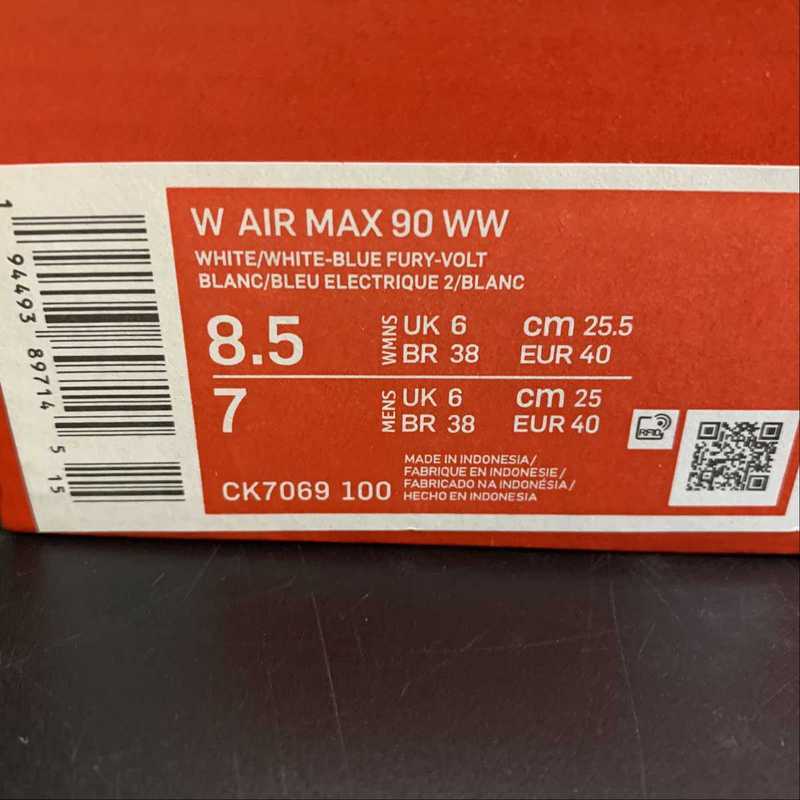 W AIR MAX 90 WW
WHITE/WHITE-BLUE FURY-VOLT
BLANC/BLEU ELECTRIQUE 2/BLANC
8.5
WMNS
UK 6 cm 25.5
BR 38 EUR 40
7
MENS
UK 6 cm 25
BR 38 EUR 40
RFID
CK7069 100
MADE IN INDONESIA/
FABRIQUE EN INDONESIE/
FABRICADO NA INDONÉSIA/
HECHO EN INDONESIA
1 94493 89714 5 15